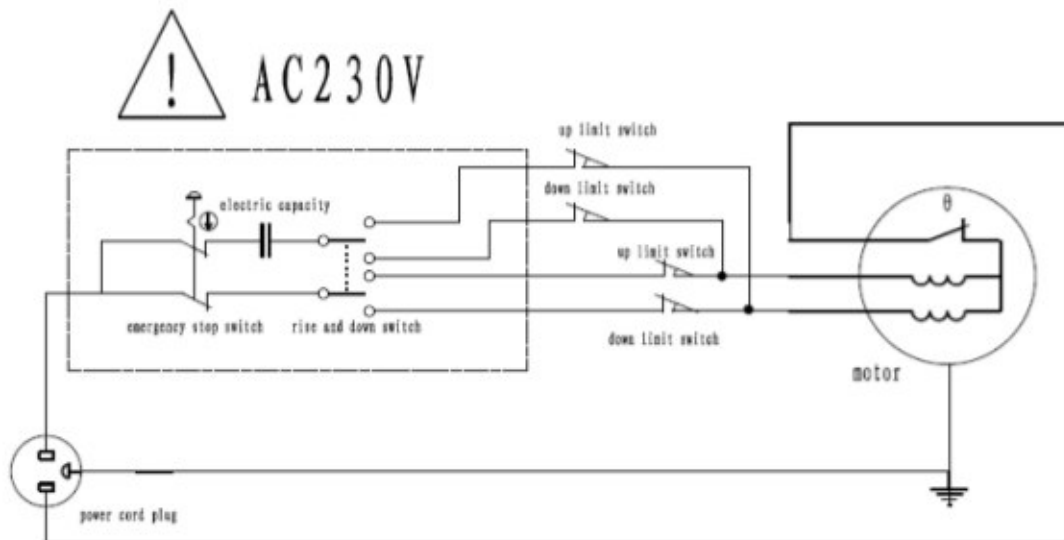 !
AC230V
up limit switch
down limit switch
electric capacity
up limit switch
emergency stop switch
rise and down switch
down limit switch
θ
motor
power cord plug